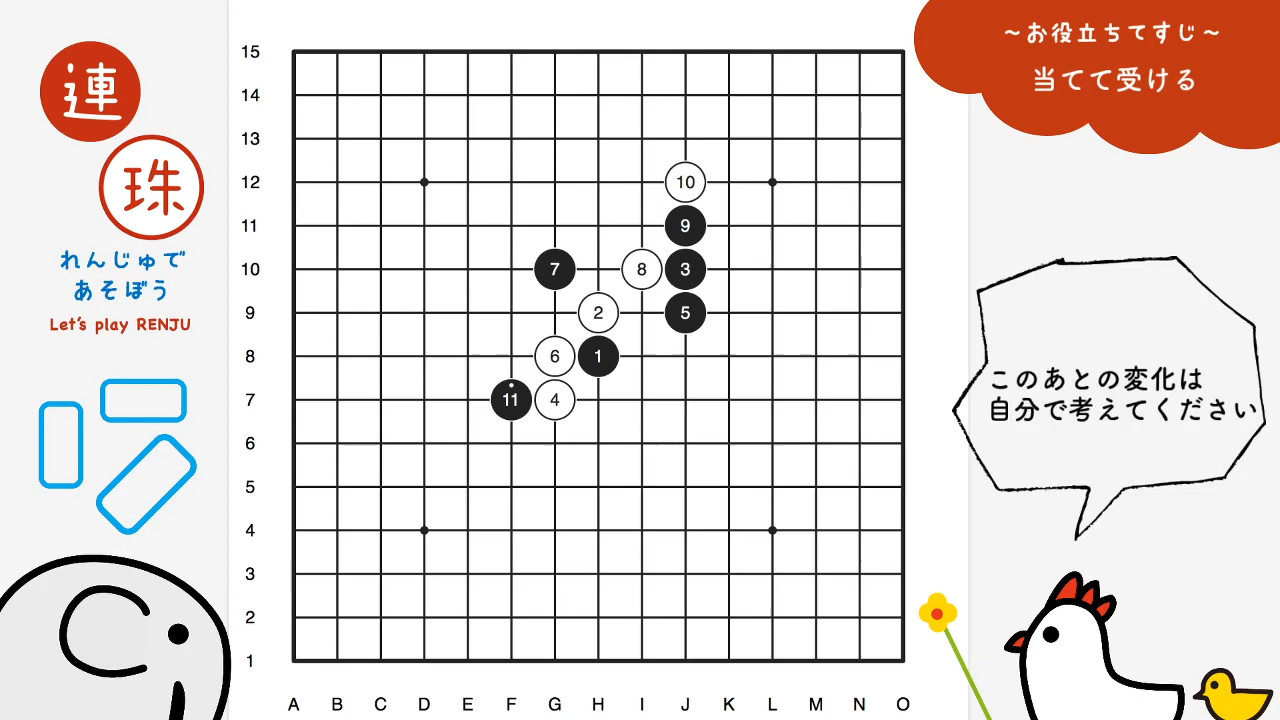 連
珠
れんじゅで
あそぼう
Let's play RENJU
15
14
13
12
11
10
9
8
7
6
5
4
3
2
1
10
9
7
8
3
2
5
6
1
11
4
A B C D E F G H I J K L M N O
～お役立ちてすじ～
当てて受ける
このあとの変化は
自分で考えてください